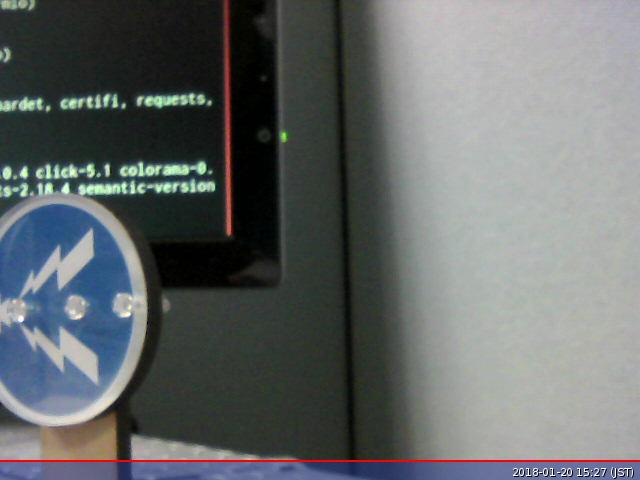 ardet, certifi, requests,
.0.4 click-5.1 colorama-0.
ts-2.18.4 semantic-version
2018-01-20 15:27 (JST)